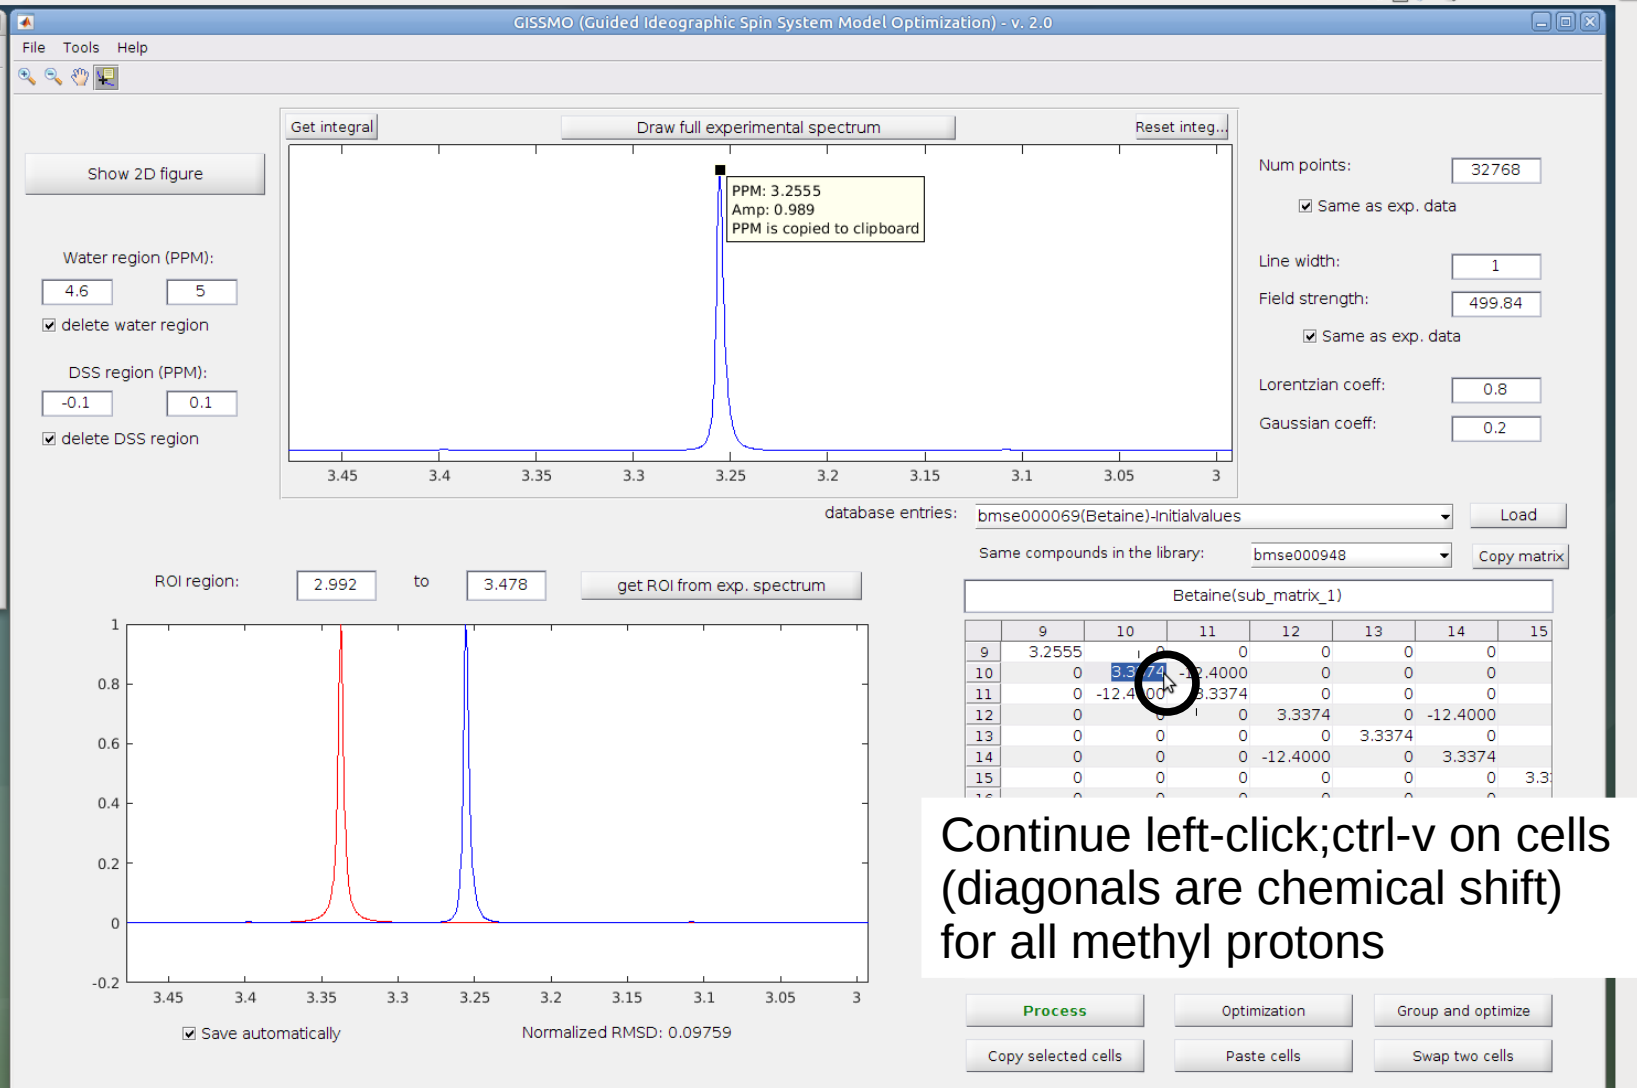 GISSMO (Guided Ideographic Spin System Model Optimization) - v. 2.0
File Tools Help
Get integral Draw full experimental spectrum Reset integ...
Show 2D figure
PPM: 3.2555
Amp: 0.989
PPM is copied to clipboard
3.45 3.4 3.35 3.3 3.25 3.2 3.15 3.1 3.05 3
Water region (PPM):
4.6 5
delete water region
DSS region (PPM):
-0.1 0.1
delete DSS region
Num points: 32768
Same as exp. data
Line width: 1
Field strength: 499.84
Same as exp. data
Lorentzian coeff: 0.8
Gaussian coeff: 0.2
database entries: bmse000069(Betaine)-Initialvalues Load
Same compounds in the library: bmse000948 Copy matrix
ROI region: 2.992 to 3.478 get ROI from exp. spectrum
Betaine(sub_matrix_1)
9 10 11 12 13 14 15
9 3.2555 0 0 0 0 0
10 0 3.3374 -12.4000 0 0 0
11 0 -12.4000 3.3374 0 0 0
12 0 0 0 3.3374 0 -12.4000
13 0 0 0 0 3.3374 0
14 0 0 0 -12.4000 0 3.3374
15 0 0 0 0 0 0 3.3
1
0.8
0.6
0.4
0.2
0
-0.2
3.45 3.4 3.35 3.3 3.25 3.2 3.15 3.1 3.05 3
Save automatically Normalized RMSD: 0.09759
Continue left-click;ctrl-v on cells
(diagonals are chemical shift)
for all methyl protons
Process Optimization Group and optimize
Copy selected cells Paste cells Swap two cells